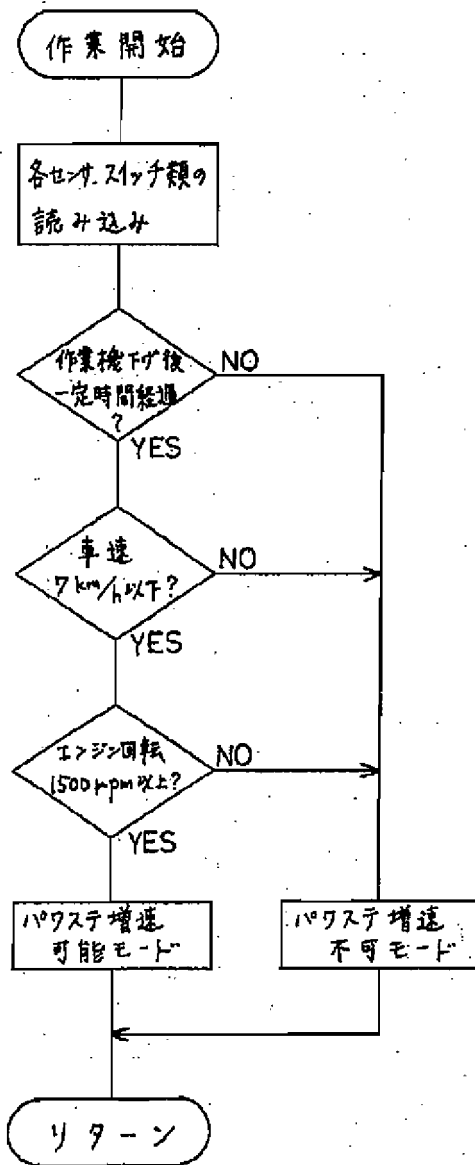 作業開始
各センサ、スイッチ類の
読み込み
作業機下げ後
一定時間経過
?
NO
YES
車速
7km/h以下?
NO
YES
エンジン回転
1500rpm以上?
NO
YES
パワステ増速
可能モード
パワステ増速
不可モード
リターン